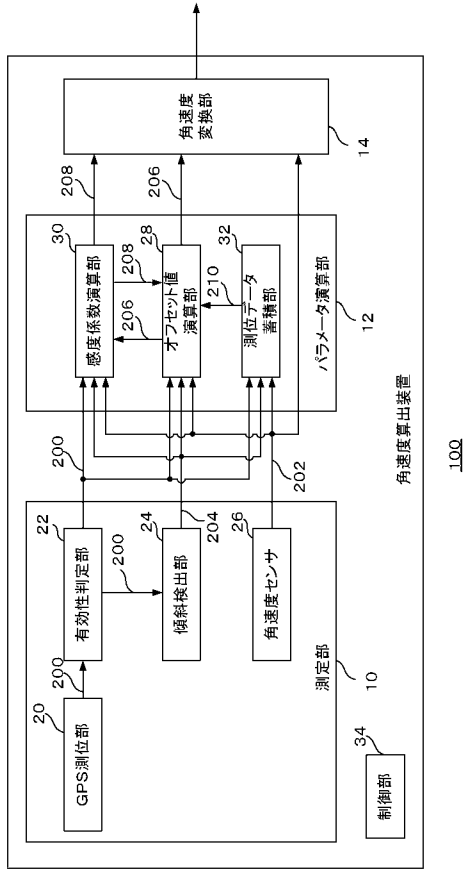 200
20
GPS測位部
22
有効性判定部
200
200
24
傾斜検出部
204
26
角速度センサ
202
測定部
10
34
制御部
208
30
感度係数演算部
206
208
206
28
オフセット値
演算部
210
32
測位データ
蓄積部
パラメータ演算部
12
角速度
変換部
14
角速度算出装置
100